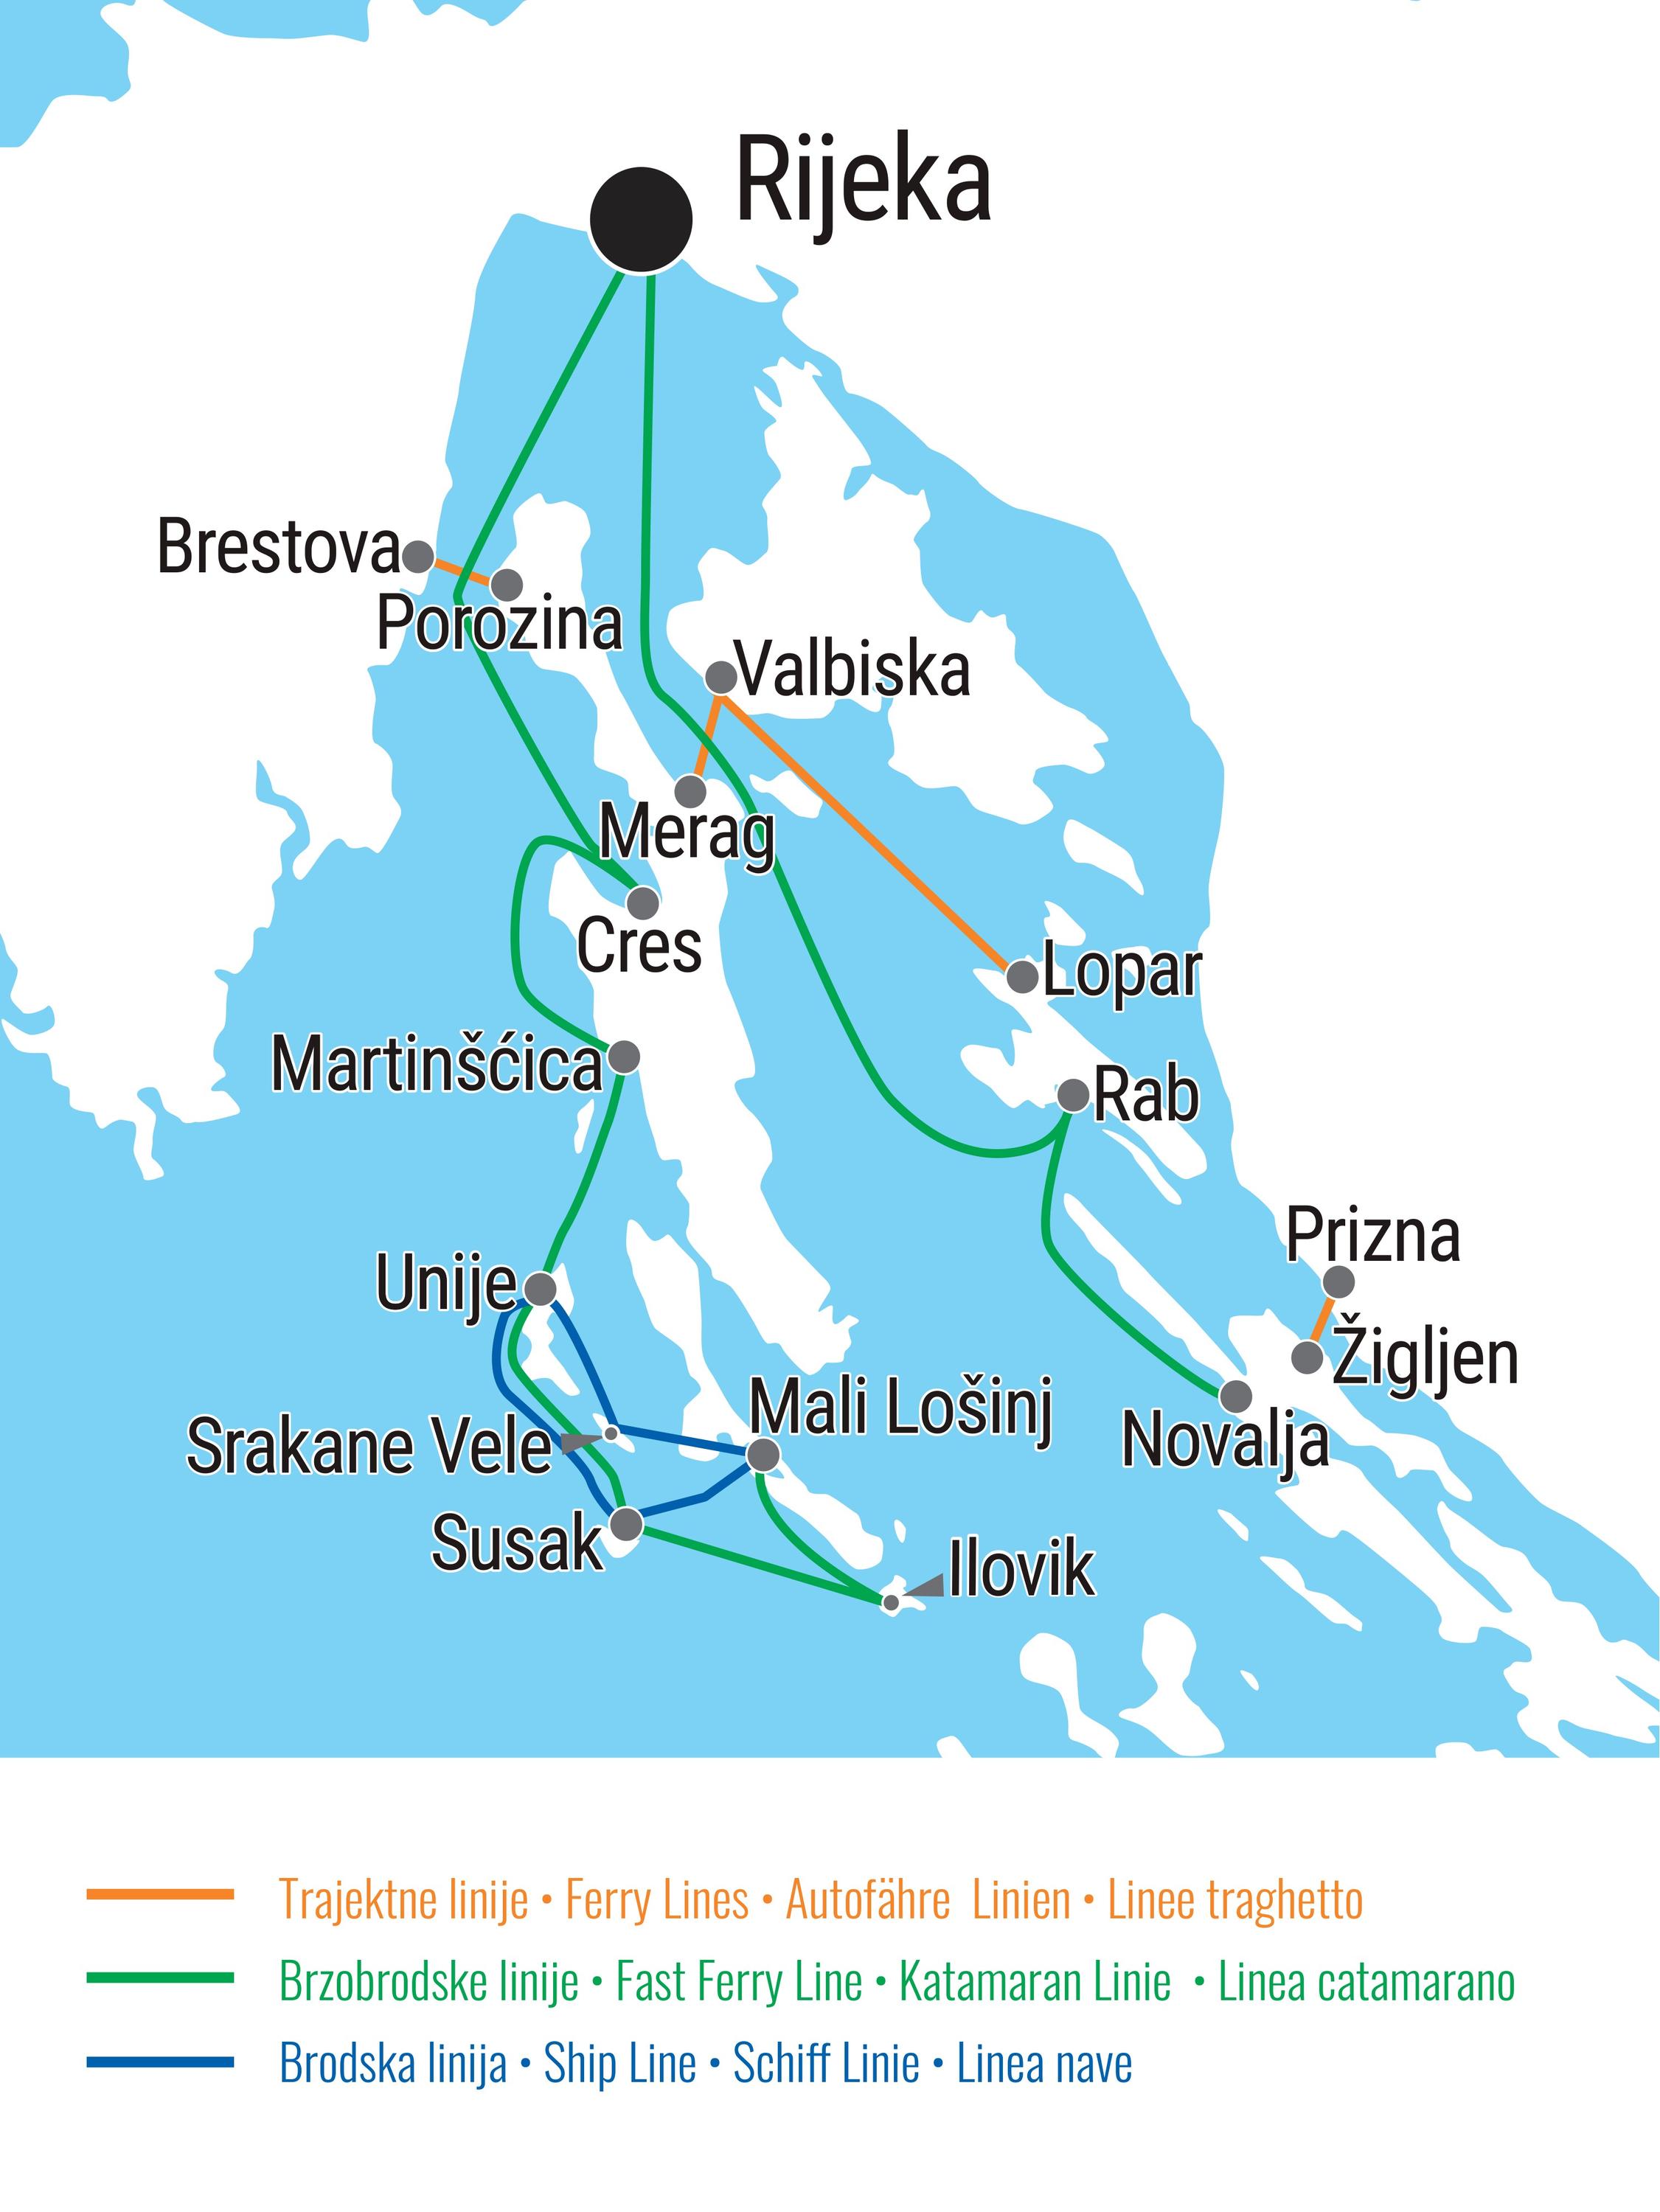 Rijeka
Brestova
Porozina
Valbiska
Merag
Cres
Lopar
Martinšćica
Rab
Prizna
Unije
Žigljen
Mali Lošinj
Novalja
Srakane Vele
Susak
Ilovik
Trajektne linije • Ferry Lines • Autofähre Linien • Linee traghetto
Brzobrodske linije • Fast Ferry Line • Katamaran Linie • Linea catamarano
Brodska linija • Ship Line • Schiff Linie • Linea nave